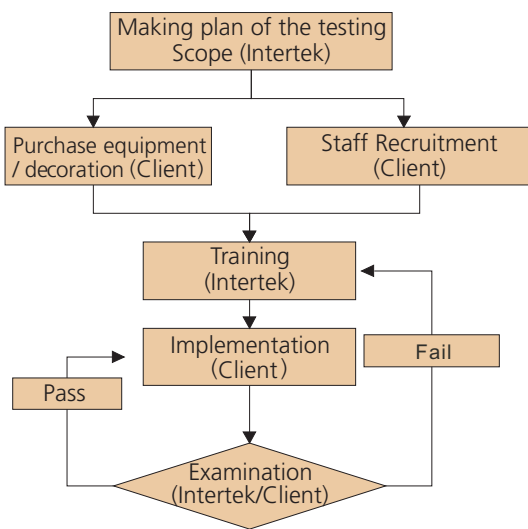 Making plan of the testing
Scope (Intertek)
Purchase equipment
/ decoration (Client)
Staff Recruitment
(Client)
Training
(Intertek)
Implementation
(Client)
Fail
Pass
Examination
(Intertek/Client)